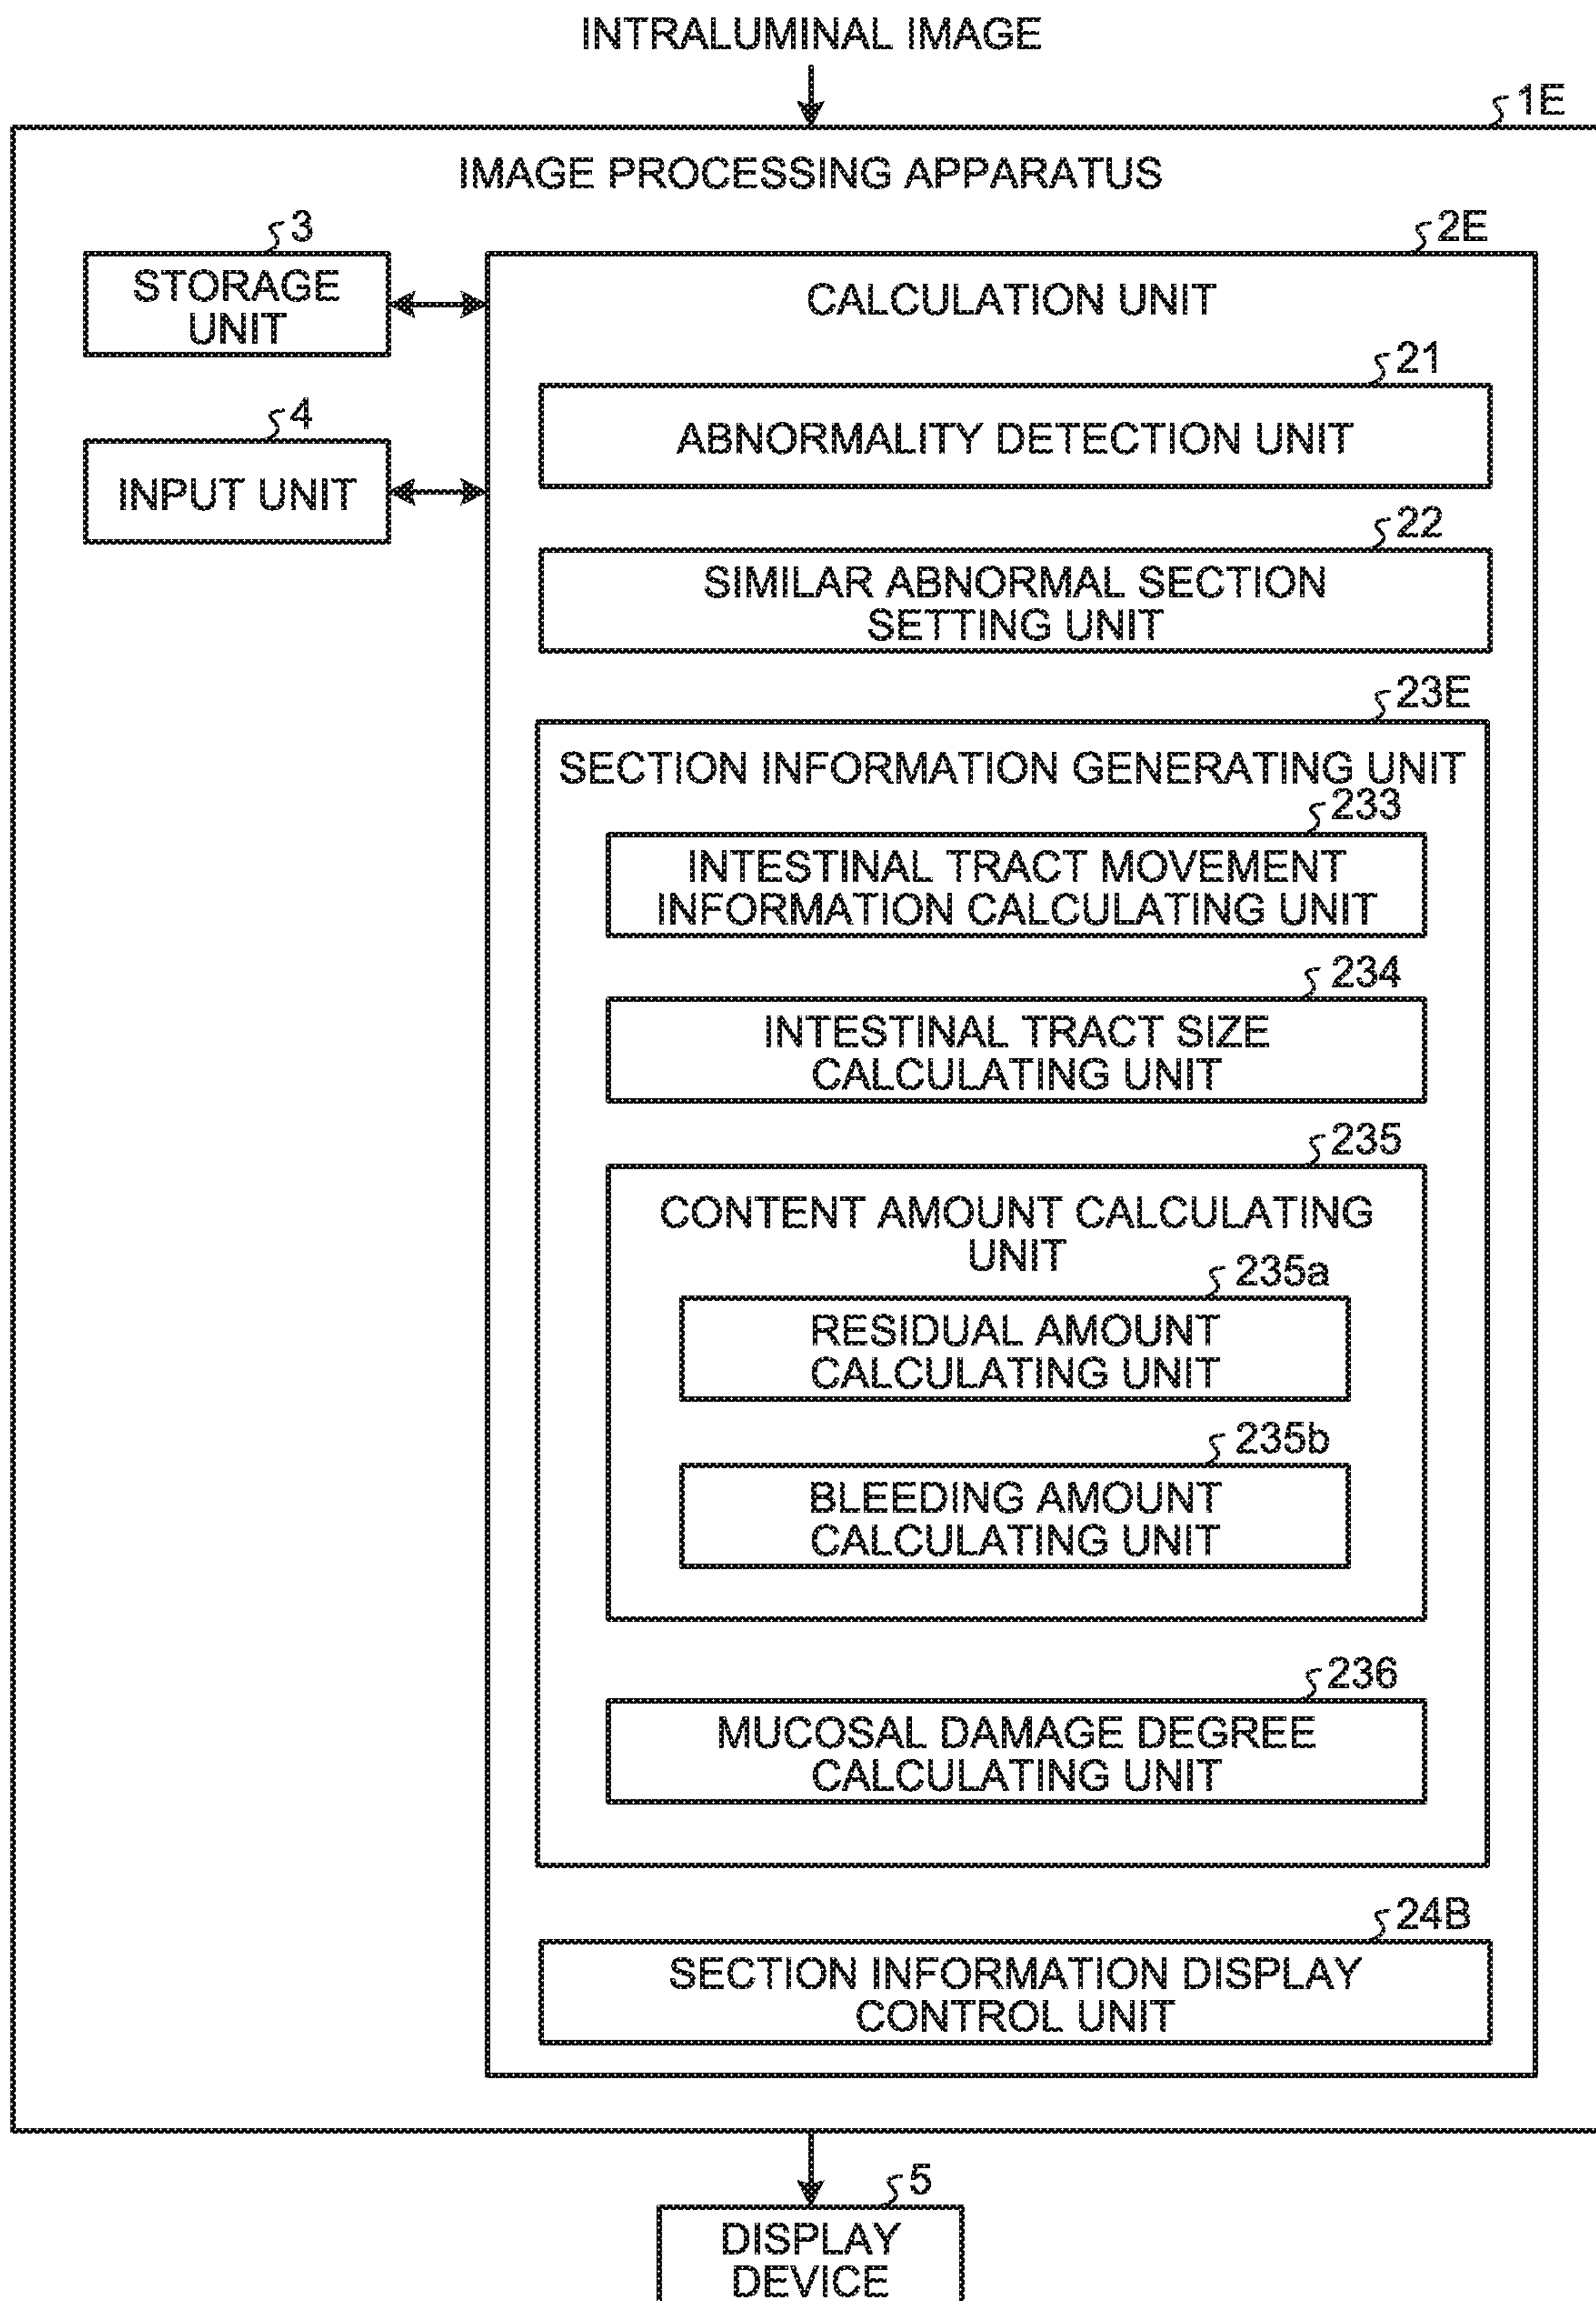 INTRALUMINAL IMAGE
1E
IMAGE PROCESSING APPARATUS
3
STORAGE
UNIT
4
INPUT UNIT
2E
CALCULATION UNIT
21
ABNORMALITY DETECTION UNIT
22
SIMILAR ABNORMAL SECTION
SETTING UNIT
23E
SECTION INFORMATION GENERATING UNIT
233
INTESTINAL TRACT MOVEMENT
INFORMATION CALCULATING UNIT
234
INTESTINAL TRACT SIZE
CALCULATING UNIT
235
CONTENT AMOUNT CALCULATING
UNIT
235a
RESIDUAL AMOUNT
CALCULATING UNIT
235b
BLEEDING AMOUNT
CALCULATING UNIT
236
MUCOSAL DAMAGE DEGREE
CALCULATING UNIT
24B
SECTION INFORMATION DISPLAY
CONTROL UNIT
5
DISPLAY
DEVICE